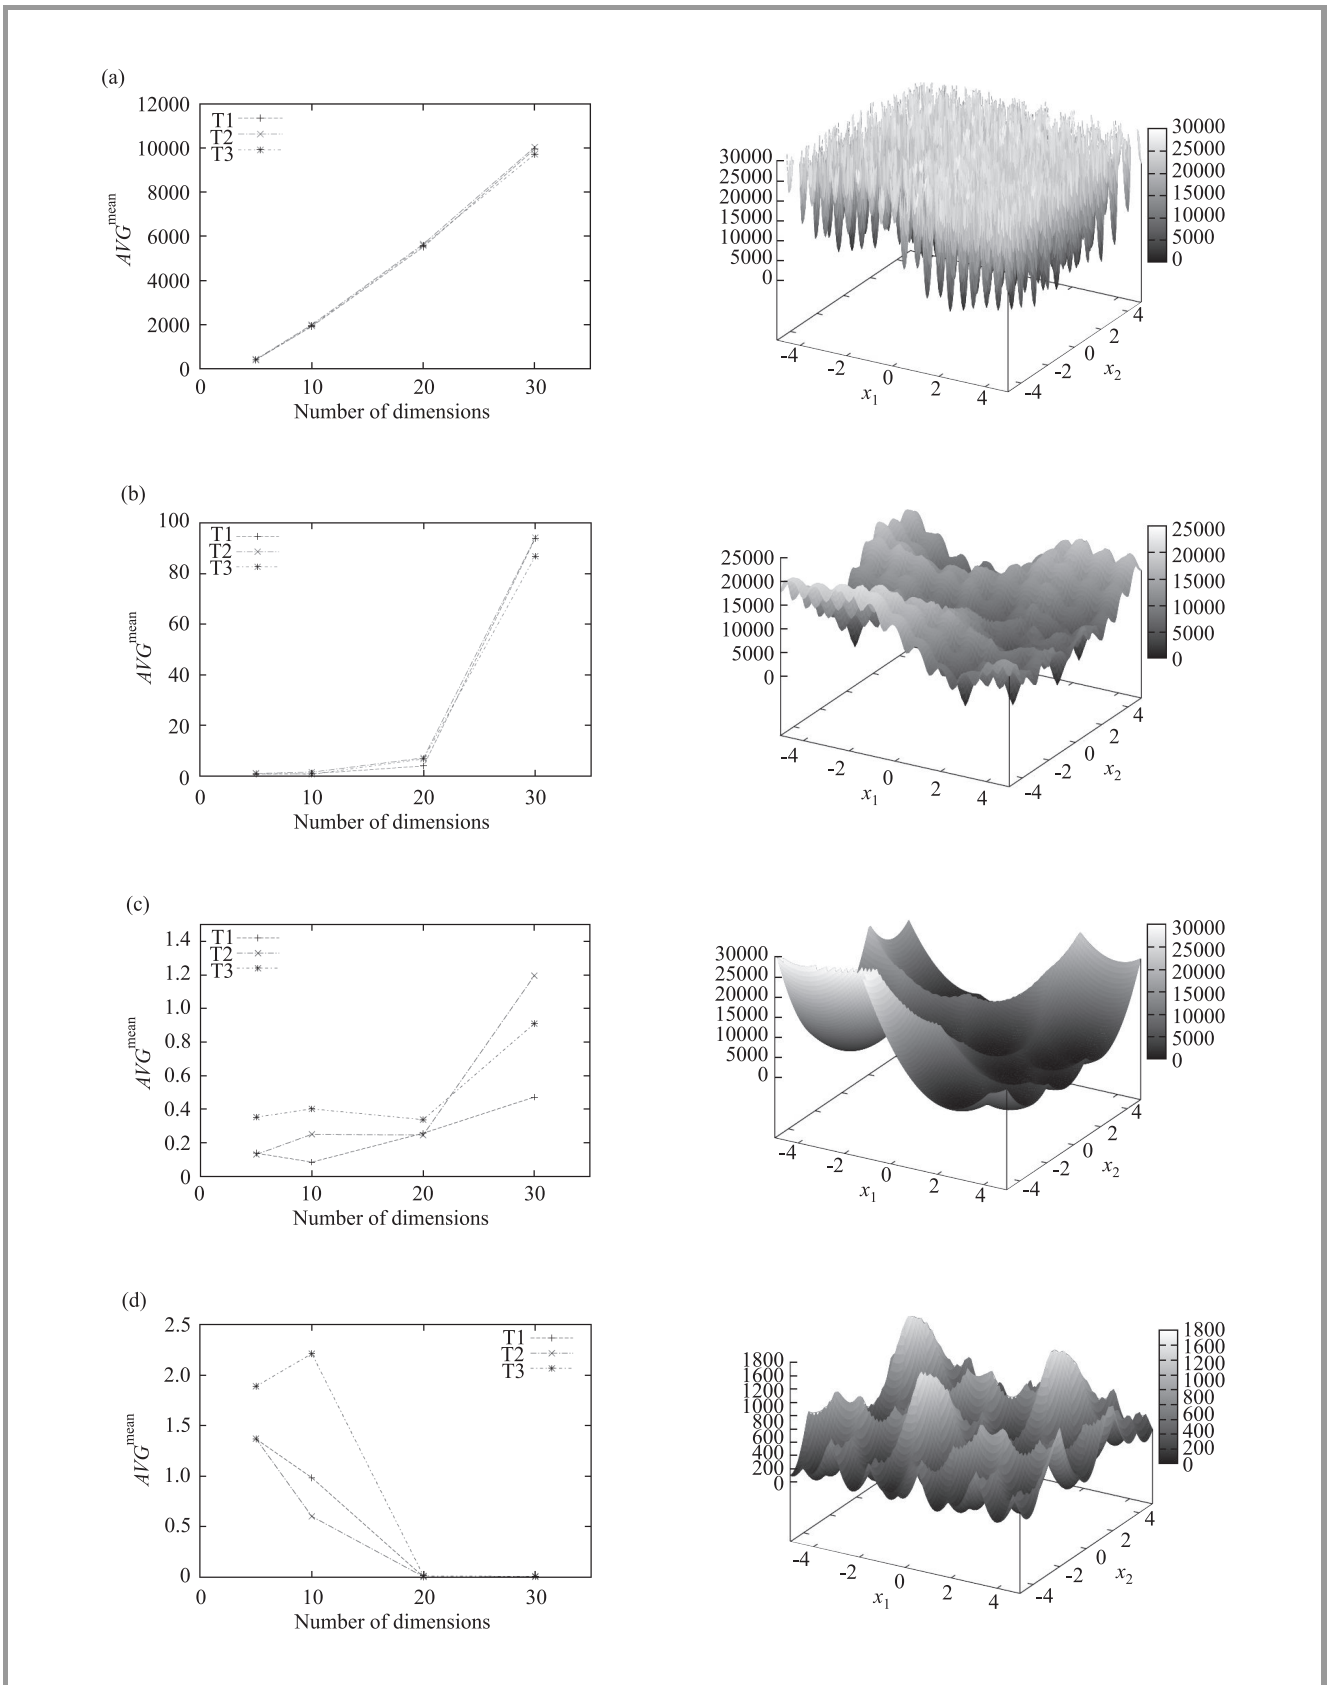 (a)
12000
10000
8000
6000
4000
2000
0
AVG^mean
T1
T2
T3
0 10 20 30
Number of dimensions
30000
25000
20000
15000
10000
5000
0
-4 -2 0 2 4
x1
-4 -2 0 2 4
x2
30000
25000
20000
15000
10000
5000
0
(b)
100
80
60
40
20
0
AVG^mean
T1
T2
T3
0 10 20 30
Number of dimensions
25000
20000
15000
10000
5000
0
-4 -2 0 2 4
x1
-4 -2 0 2 4
x2
25000
20000
15000
10000
5000
0
(c)
1.4
1.2
1.0
0.8
0.6
0.4
0.2
0
AVG^mean
T1
T2
T3
0 10 20 30
Number of dimensions
30000
25000
20000
15000
10000
5000
0
-4 -2 0 2 4
x1
-4 -2 0 2 4
x2
30000
25000
20000
15000
10000
5000
0
(d)
2.5
2.0
1.5
1.0
0.5
0
AVG^mean
T1
T2
T3
0 10 20 30
Number of dimensions
1800
1600
1200
1000
800
600
400
200
0
-4 -2 0 2 4
x1
-4 -2 0 2 4
x2
1800
1600
1200
1000
800
600
400
200
0